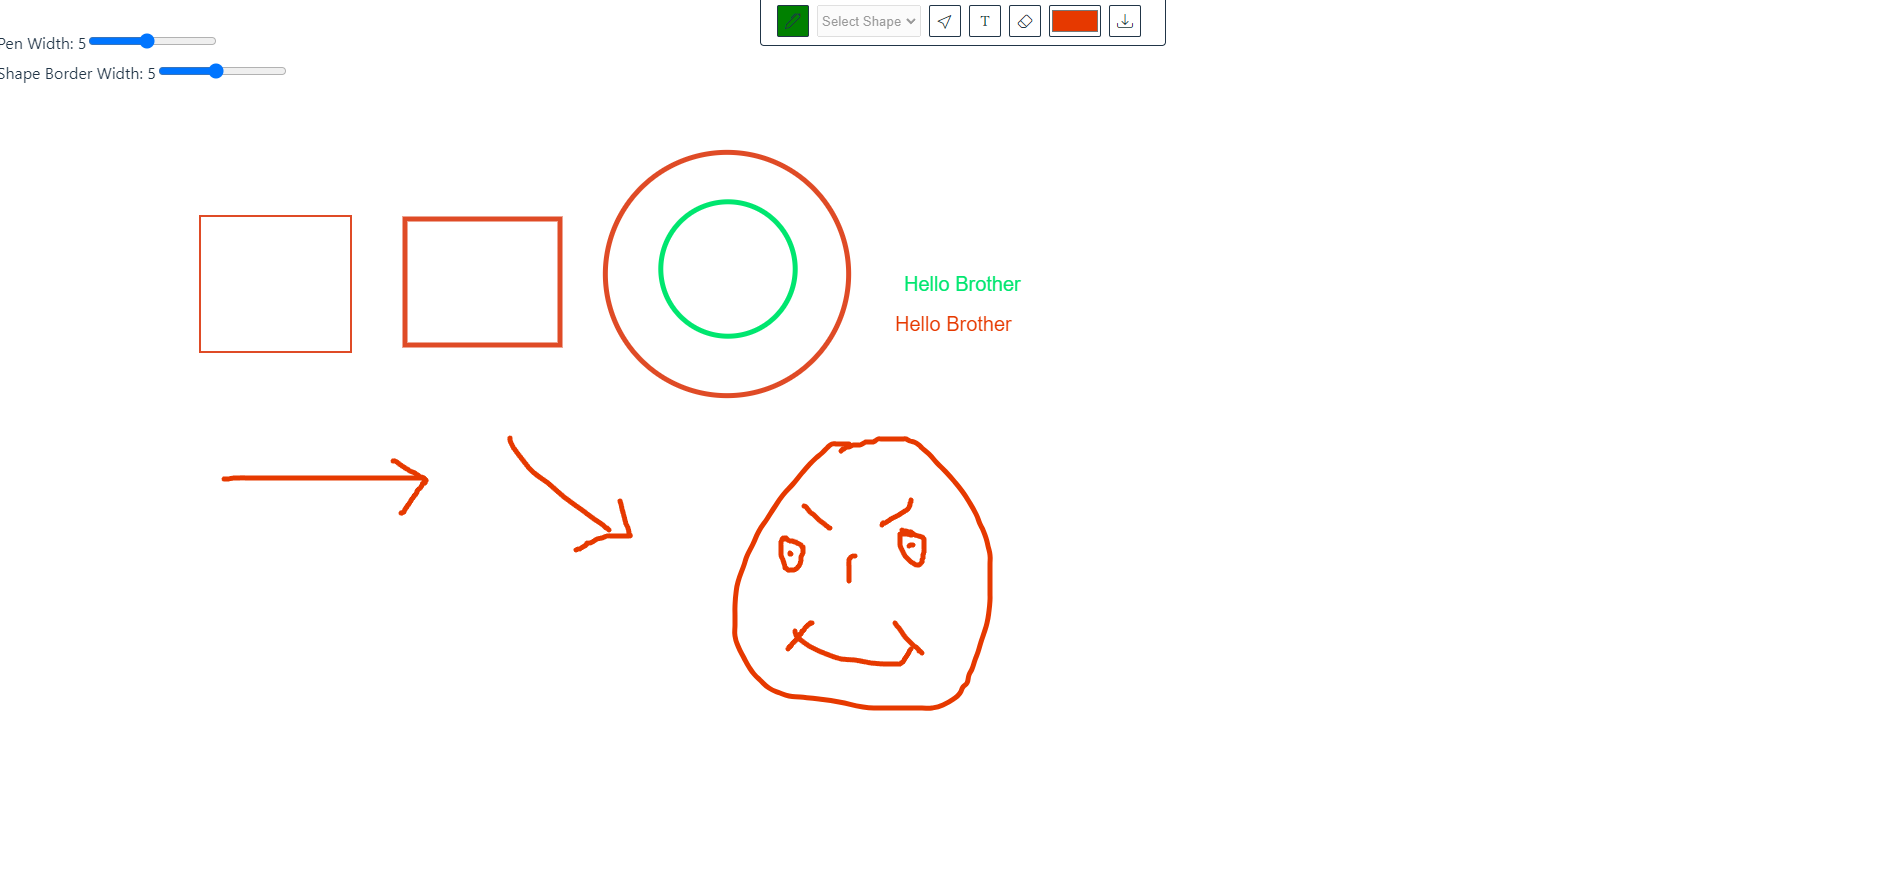 Select Shape
T
Pen Width: 5
Shape Border Width: 5
Hello Brother
Hello Brother